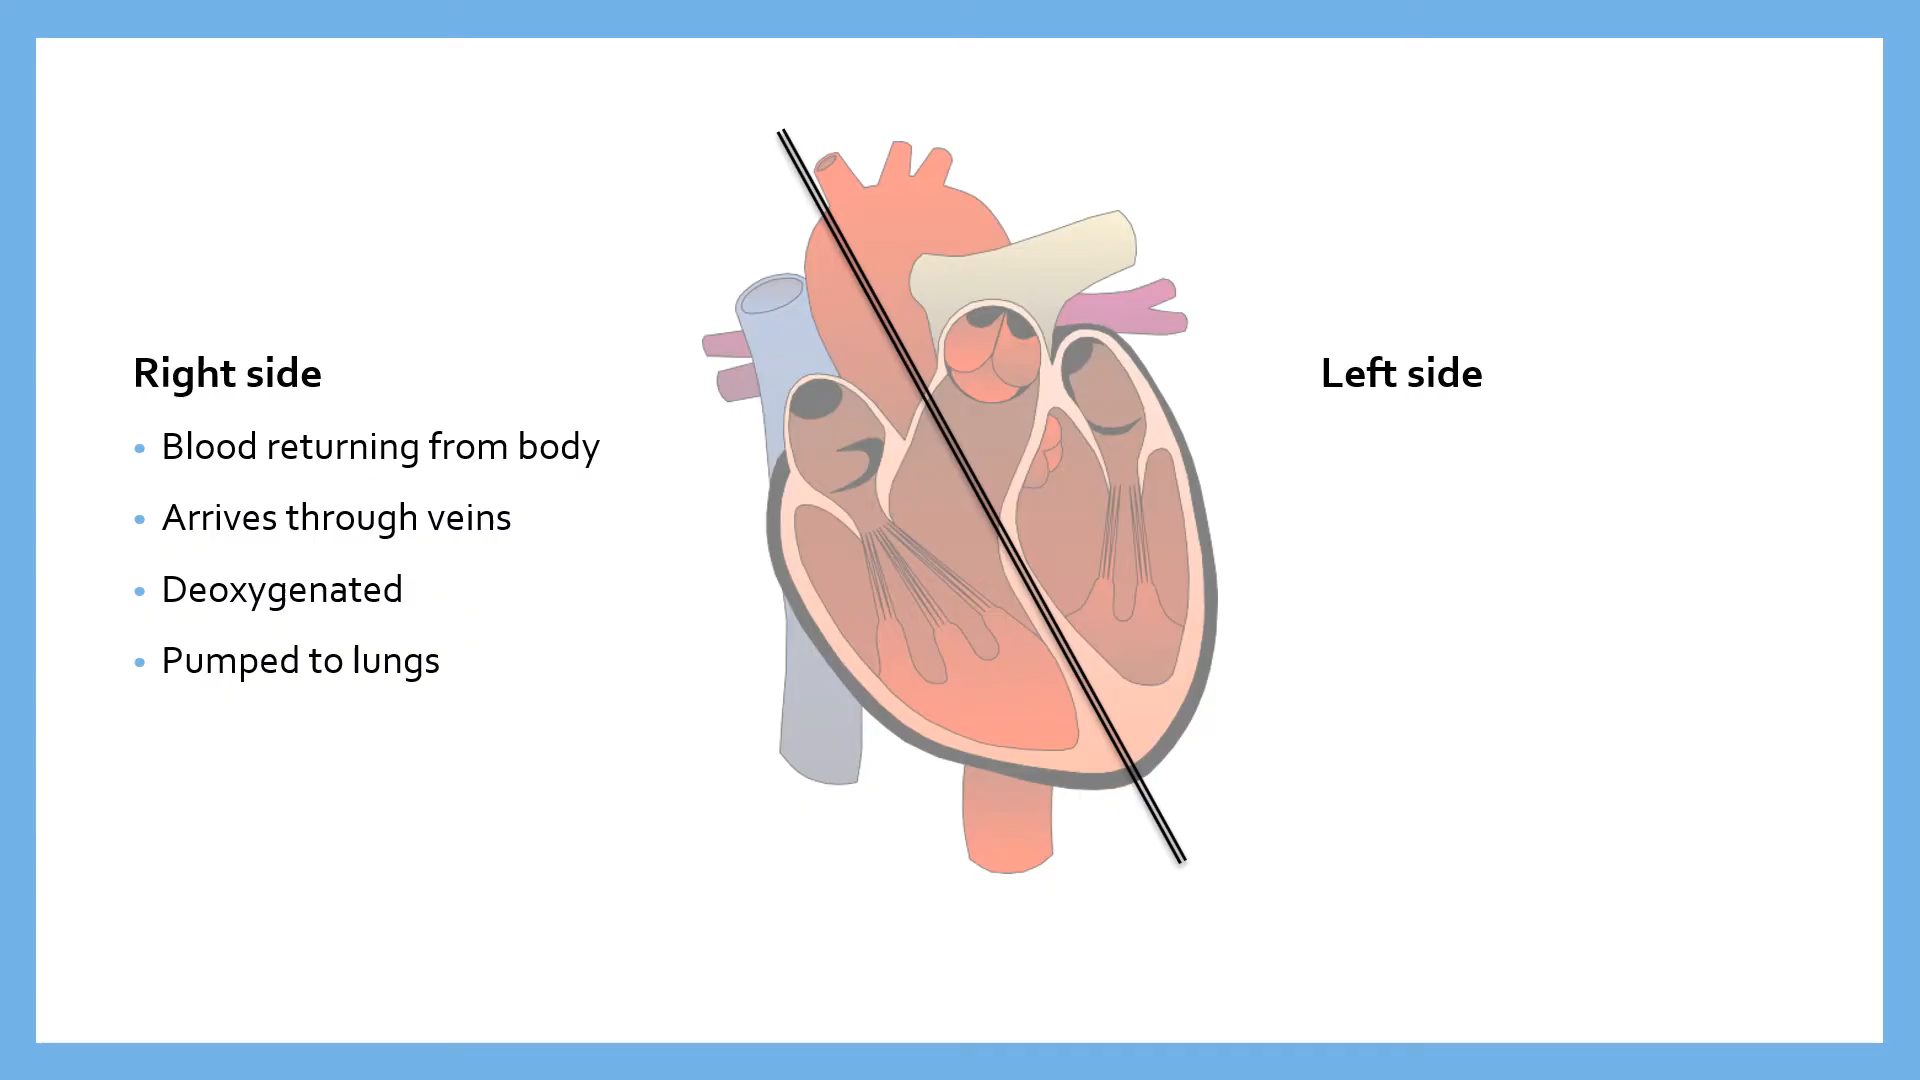 Right side
• Blood returning from body
• Arrives through veins
• Deoxygenated
• Pumped to lungs
Left side